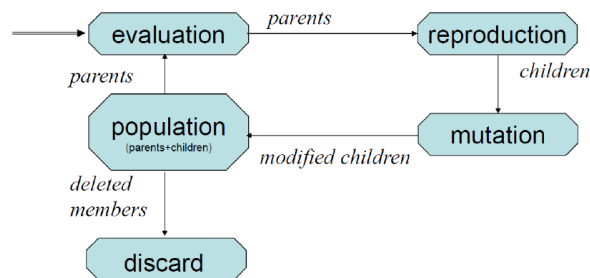 evaluation
parents
reproduction
parents
children
population
(parents+children)
modified children
mutation
deleted
members
discard